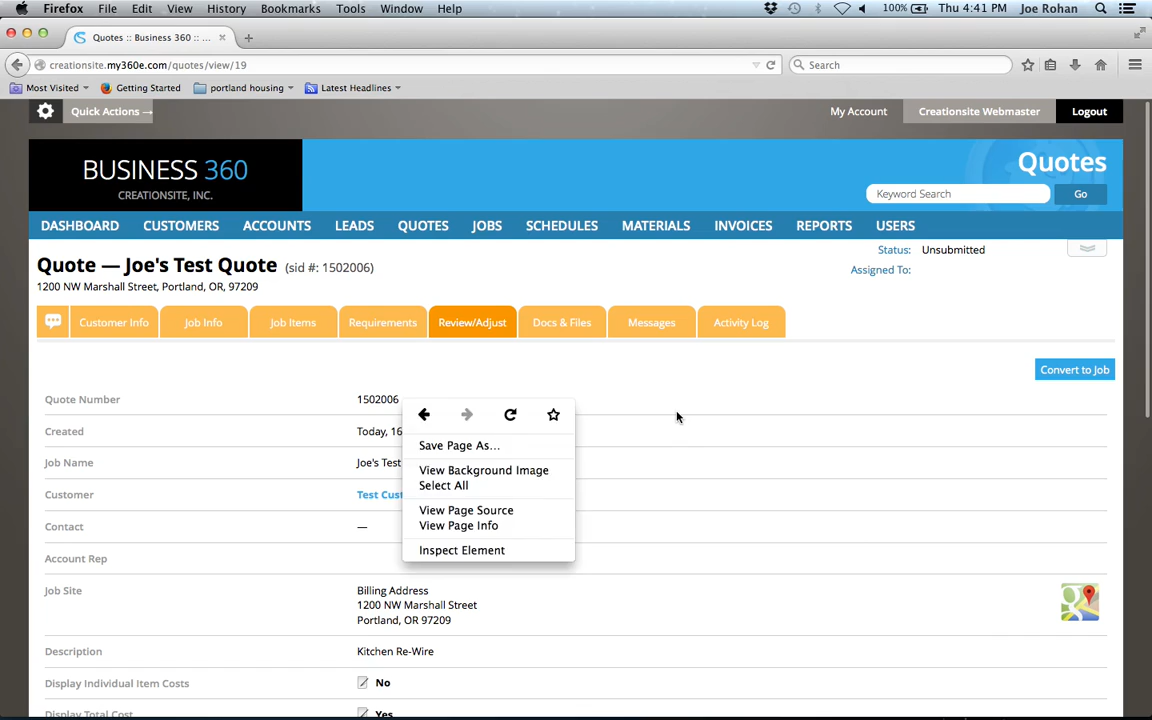 Firefox File Edit View History Bookmarks Tools Window Help 100% Thu 4:41 PM Joe Rohan
Quotes :: Business 360 :: ...
creationsite.my360e.com/quotes/view/19 Search
Most Visited Getting Started portland housing Latest Headlines
Quick Actions → My Account Creationsite Webmaster Logout
BUSINESS 360
CREATIONSITE, INC.
Quotes
Keyword Search Go
DASHBOARD CUSTOMERS ACCOUNTS LEADS QUOTES JOBS SCHEDULES MATERIALS INVOICES REPORTS USERS
Quote — Joe's Test Quote (sid #: 1502006)
Status: Unsubmitted
1200 NW Marshall Street, Portland, OR, 97209
Assigned To:
Customer Info Job Info Job Items Requirements Review/Adjust Docs & Files Messages Activity Log
Convert to Job
Quote Number 1502006
Created Today, 16
Job Name Joe's Test
Customer Test Cust
Contact —
Account Rep
Save Page As...
View Background Image
Select All
View Page Source
View Page Info
Inspect Element
Job Site Billing Address
1200 NW Marshall Street
Portland, OR 97209
Description Kitchen Re-Wire
Display Individual Item Costs No
Display Total Cost Yes